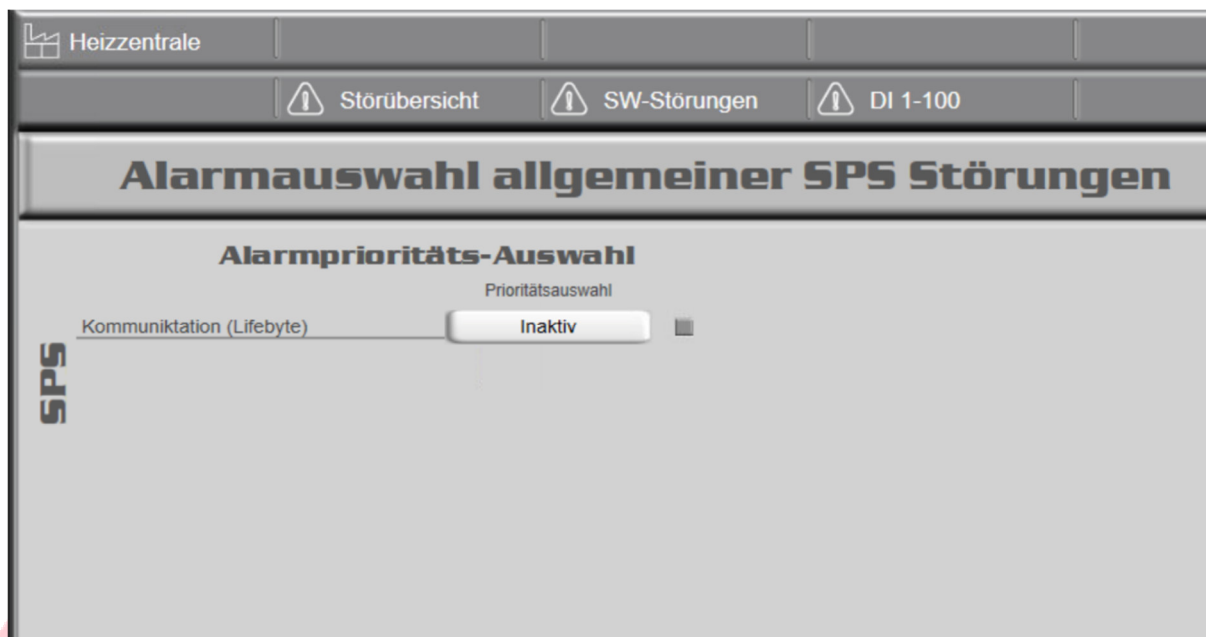 Heizzentrale
Störübersicht SW-Störungen DI 1-100
Alarmauswahl allgemeiner SPS Störungen
Alarmprioritäts-Auswahl
Prioritätsauswahl
Kommuniktation (Lifebyte) Inaktiv
SPS